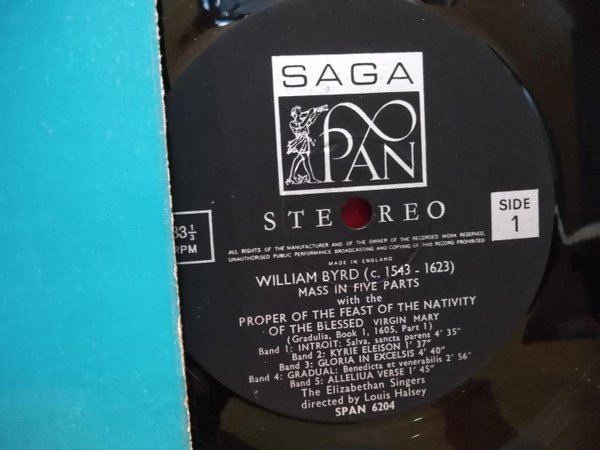 SAGA
PAN
STEREO
33⅓
RPM
SIDE
1
ALL RIGHTS OF THE MANUFACTURER AND OF THE OWNER OF THE RECORDED WORK RESERVED,
UNAUTHORISED PUBLIC PERFORMANCE BROADCASTING AND COPYING OF THIS RECORD PROHIBITED
MADE IN ENGLAND
WILLIAM BYRD (c. 1543 - 1623)
MASS IN FIVE PARTS
with the
PROPER OF THE FEAST OF THE NATIVITY
OF THE BLESSED VIRGIN MARY
(Gradulia, Book 1, 1605, Part 1)
Band 1: INTROIT: Salva, sancta parens 4' 35"
Band 2: KYRIE ELEISON 1' 37"
Band 3: GLORIA IN EXCELSIS 4' 40"
Band 4: GRADUAL: Benedicta et venerabilis 2' 56"
Band 5: ALLELIUA VERSE 1' 45"
The Elizabethan Singers
directed by Louis Halsey
SPAN 6204